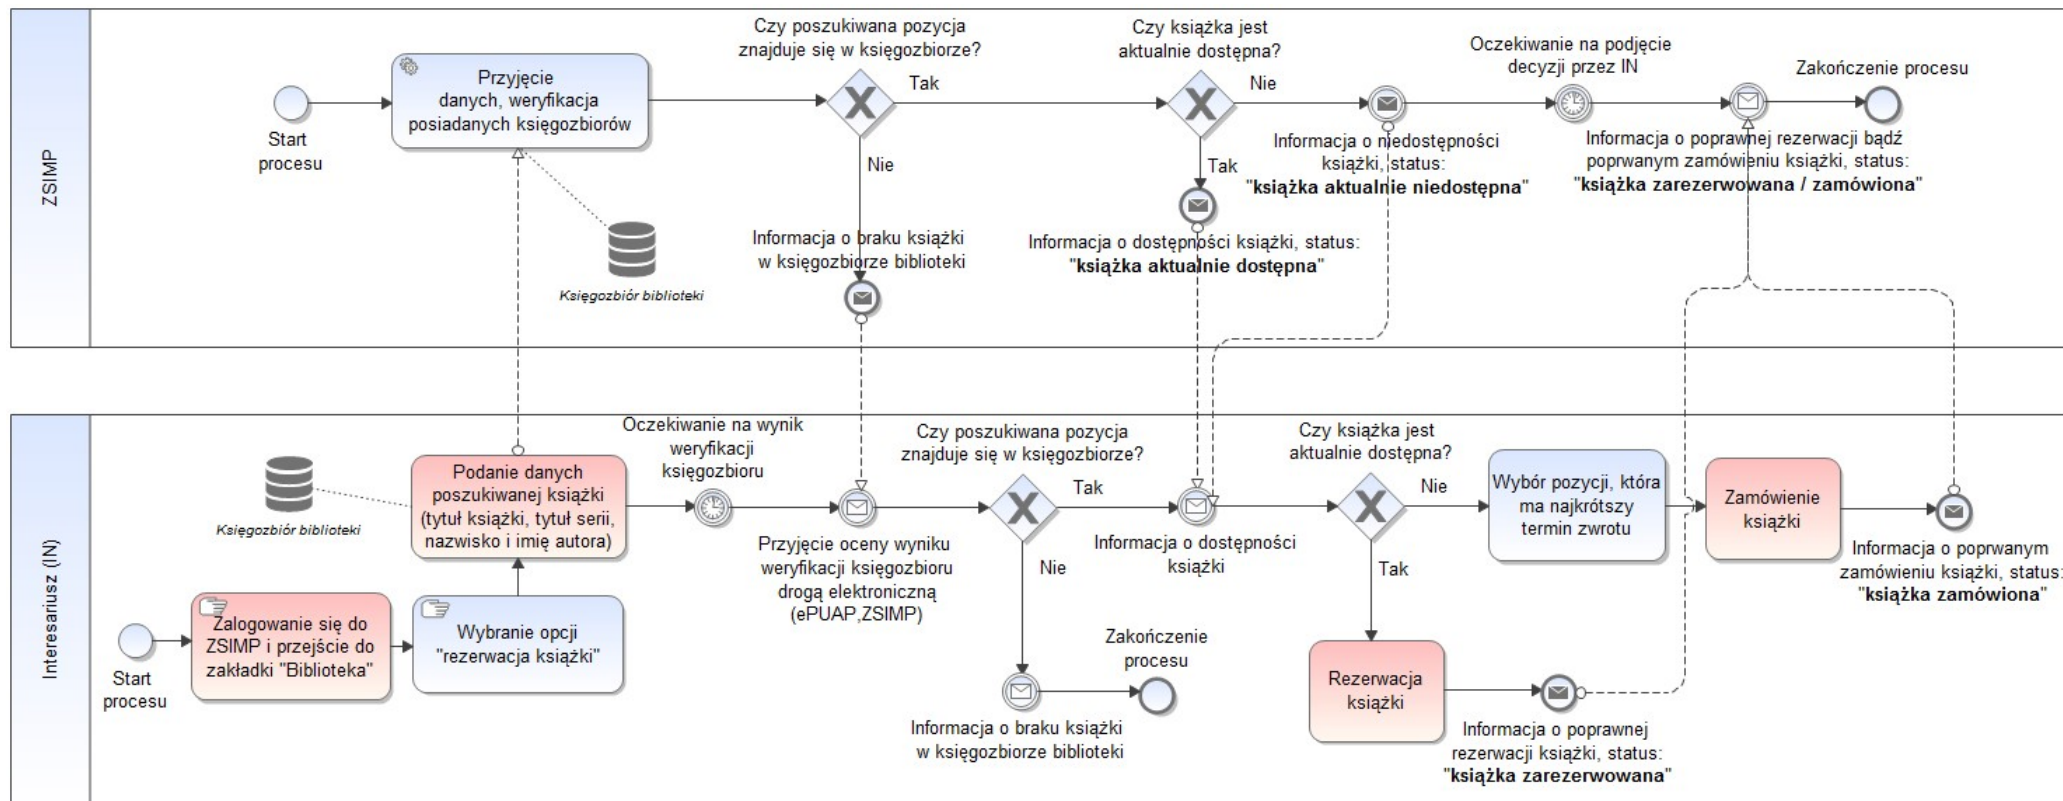 ZSIMP
Start
procesu
Przyjęcie
danych, weryfikacja
posiadanych księgozbiorów
Księgozbiór biblioteki
Czy poszukiwana pozycja
znajduje się w księgozbiorze?
Tak
Nie
Informacja o braku książki
w księgozbiorze biblioteki
Czy książka jest
aktualnie dostępna?
Nie
Tak
Informacja o dostępności książki, status:
"książka aktualnie dostępna"
Informacja o niedostępności
książki, status:
"książka aktualnie niedostępna"
Oczekiwanie na podjęcie
decyzji przez IN
Informacja o poprawnej rezerwacji bądź
poprwanym zamówieniu książki, status:
"książka zarezerwowana / zamówiona"
Zakończenie procesu
Interesariusz (IN)
Start
procesu
Zalogowanie się do
ZSIMP i przejście do
zakładki "Biblioteka"
Wybranie opcji
"rezerwacja książki"
Księgozbiór biblioteki
Podanie danych
poszukiwanej książki
(tytuł książki, tytuł serii,
nazwisko i imię autora)
Oczekiwanie na wynik
weryfikacji
księgozbioru
Przyjęcie oceny wyniku
weryfikacji księgozbioru
drogą elektroniczną
(ePUAP,ZSIMP)
Czy poszukiwana pozycja
znajduje się w księgozbiorze?
Tak
Nie
Informacja o braku książki
w księgozbiorze biblioteki
Zakończenie
procesu
Informacja o dostępności
książki
Czy książka jest
aktualnie dostępna?
Nie
Tak
Wybór pozycji, która
ma najkrótszy
termin zwrotu
Zamówienie
książki
Informacja o poprwanym
zamówieniu książki, status:
"książka zamówiona"
Rezerwacja
książki
Informacja o poprawnej
rezerwacji książki, status:
"książka zarezerwowana"